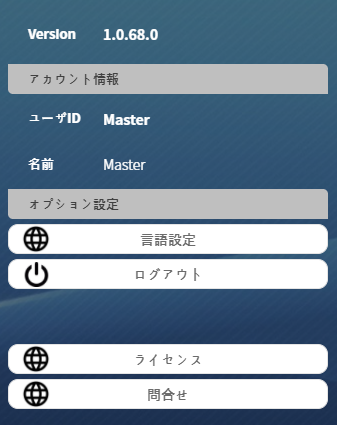 Version 1.0.68.0
アカウント情報
ユーザID Master
名前 Master
オプション設定
言語設定
ログアウト
ライセンス
問合せ